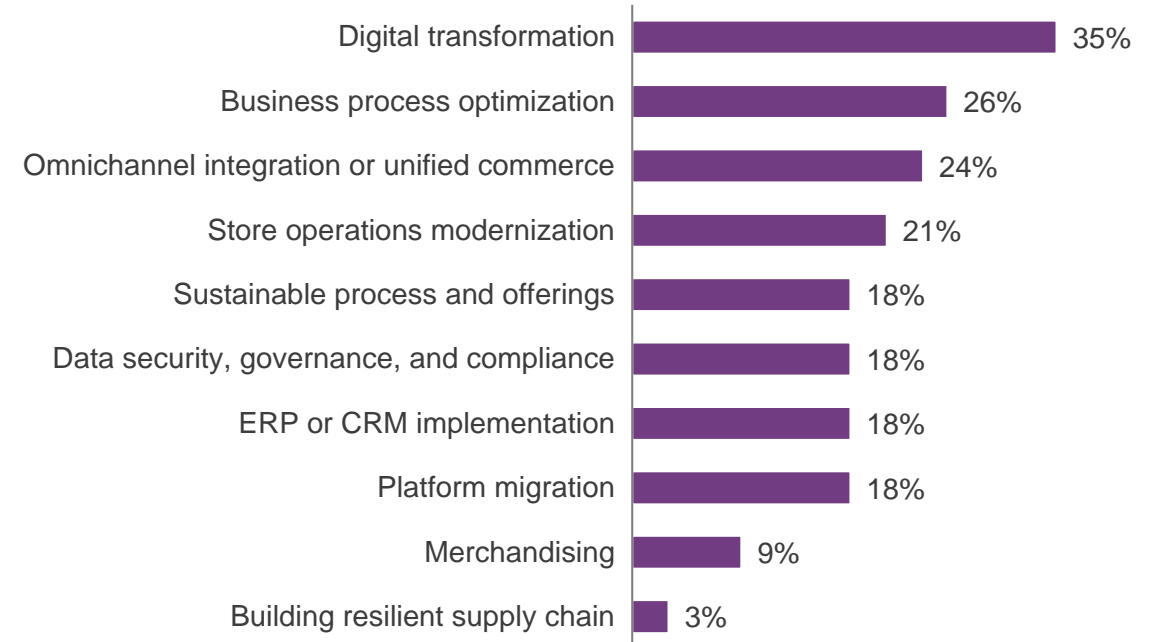 Digital transformation 35%
Business process optimization 26%
Omnichannel integration or unified commerce 24%
Store operations modernization 21%
Sustainable process and offerings 18%
Data security, governance, and compliance 18%
ERP or CRM implementation 18%
Platform migration 18%
Merchandising 9%
Building resilient supply chain 3%